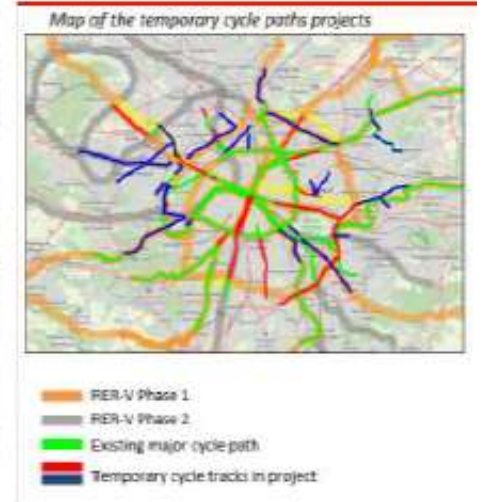 Map of the temporary cycle paths projects
RER-V Phase 1
RER-V Phase 2
Existing major cycle path
Temporary cycle tracks in project